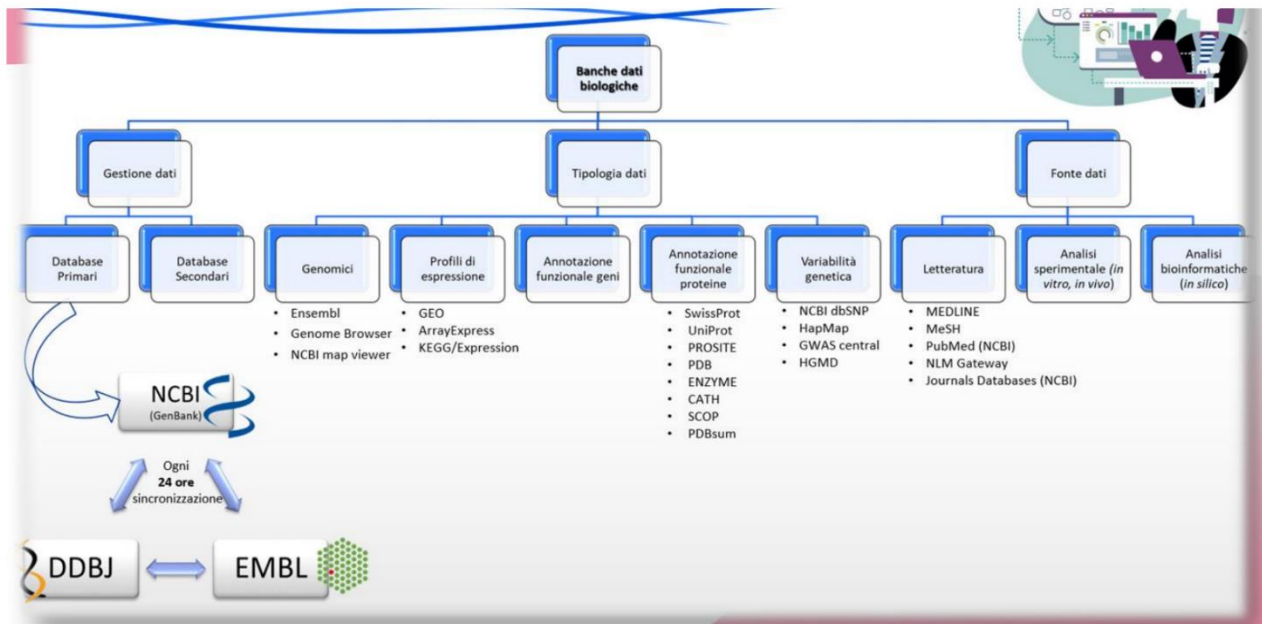 Banche dati
biologiche
Gestione dati
Tipologia dati
Fonte dati
Database
Primari
Database
Secondari
Genomici
Profili di
espressione
Annotazione
funzionale geni
Annotazione
funzionale
proteine
Variabilità
genetica
Letteratura
Analisi
sperimentale (in
vitro, in vivo)
Analisi
bioinformatiche
(in silico)
• Ensembl
• Genome Browser
• NCBI map viewer
• GEO
• ArrayExpress
• KEGG/Expression
• SwissProt
• UniProt
• PROSITE
• PDB
• ENZYME
• CATH
• SCOP
• PDBsum
• NCBI dbSNP
• HapMap
• GWAS central
• HGMD
• MEDLINE
• MeSH
• PubMed (NCBI)
• NLM Gateway
• Journals Databases (NCBI)
NCBI
(GenBank)
Ogni
24 ore
sincronizzazione
DDBJ
EMBL